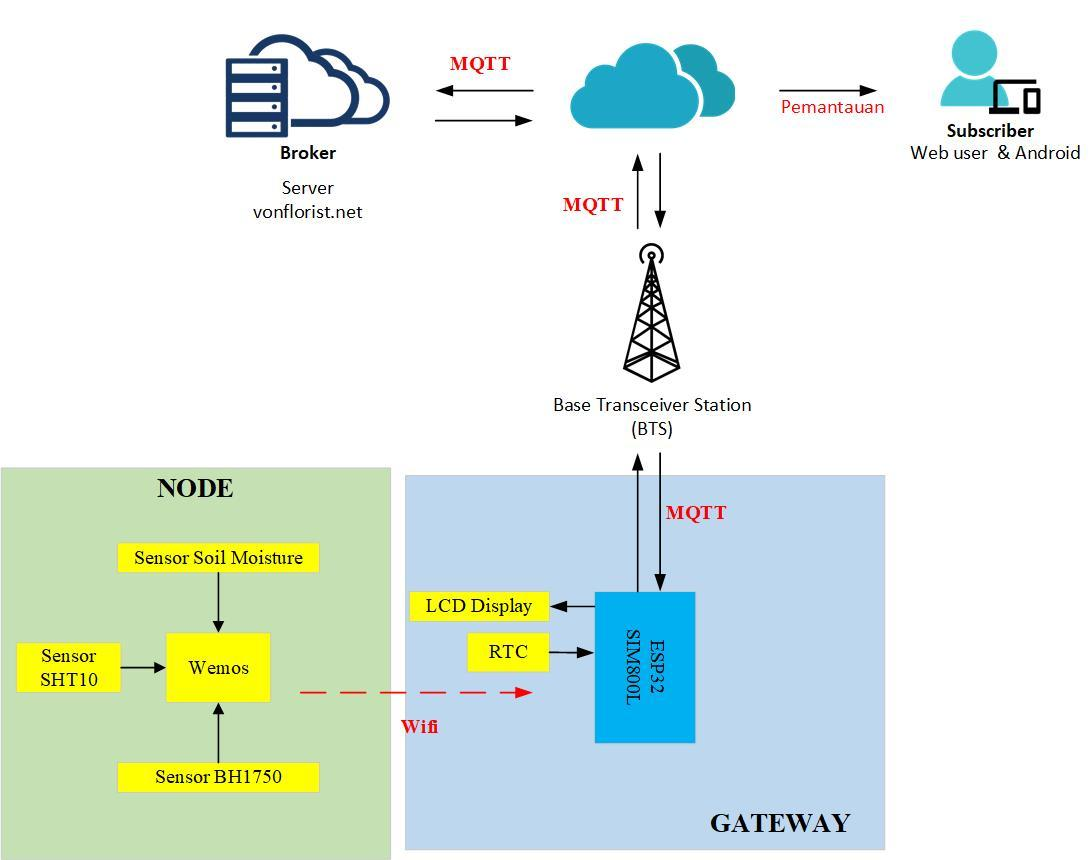 MQTT
Pemantauan
Broker
Server
vonflorist.net
Subscriber
Web user & Android
MQTT
Base Transceiver Station
(BTS)
NODE
Sensor Soil Moisture
Sensor
SHT10
Wemos
Sensor BH1750
Wifi
MQTT
LCD Display
RTC
ESP32
SIM800L
GATEWAY